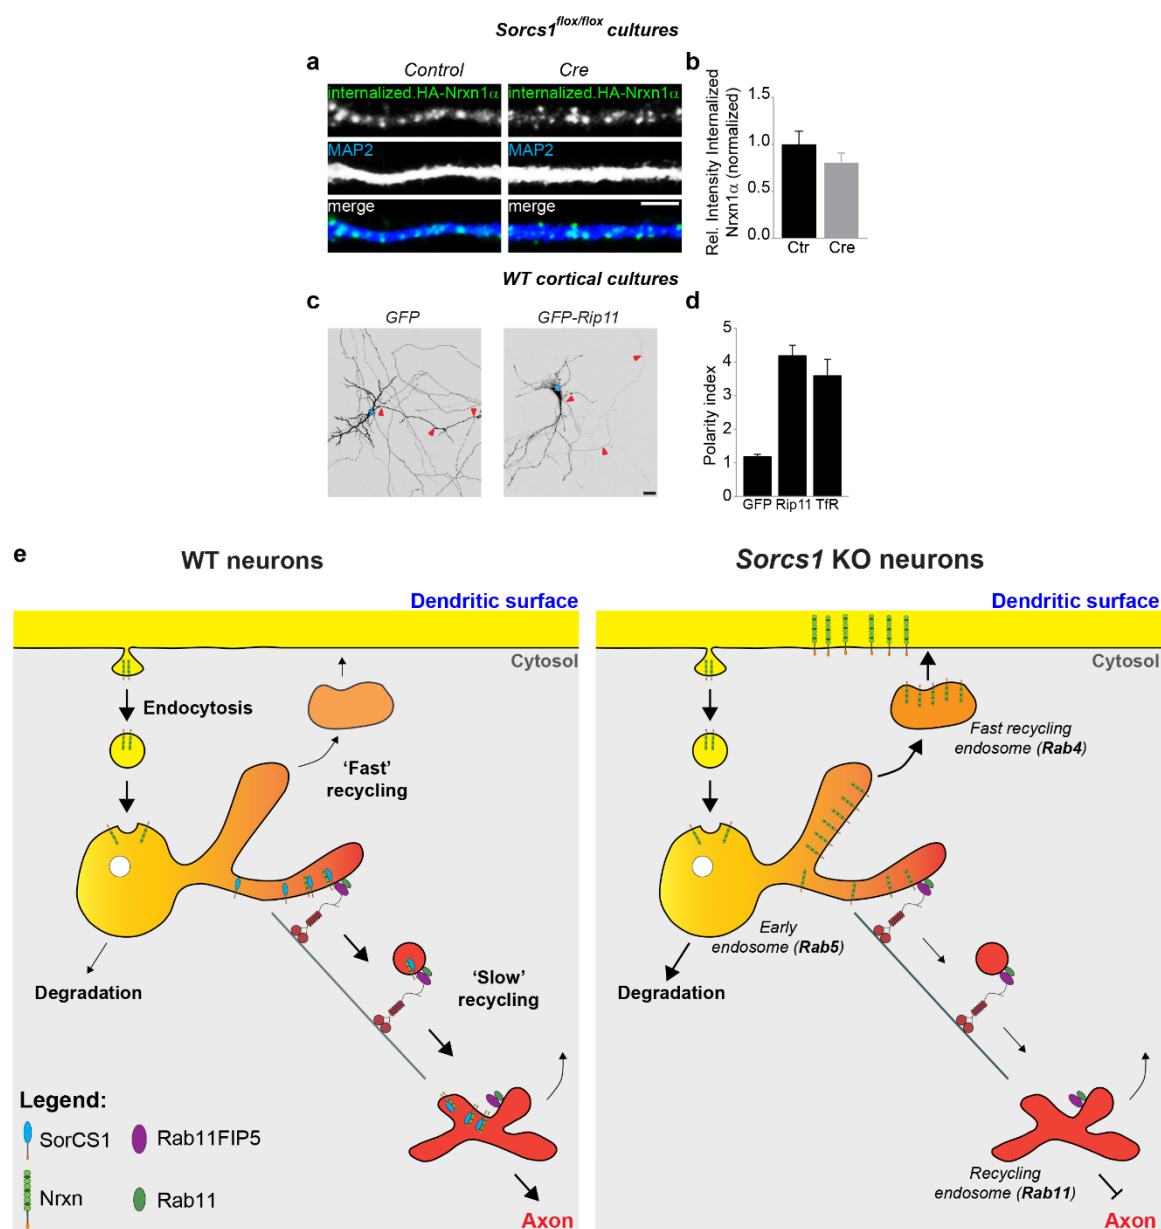 Sorcs1flox/flox cultures
a
Control
Cre
b
internalized.HA-Nrxn1α
internalized.HA-Nrxn1α
MAP2
MAP2
merge
merge
Rel. Intensity Internalized
Nrxn1α (normalized)
1.5
1.0
0.5
0.0
Ctr
Cre
WT cortical cultures
c
GFP
GFP-Rip11
d
Polarity index
5
4
3
2
1
0
GFP
Rip11
TfR
e
WT neurons
Dendritic surface
Cytosol
Endocytosis
'Fast'
recycling
'Slow'
recycling
Degradation
Legend:
SorCS1
Rab11FIP5
Nrxn
Rab11
Axon
Sorcs1 KO neurons
Dendritic surface
Cytosol
Fast recycling
endosome (Rab4)
Early
endosome (Rab5)
Degradation
Recycling
endosome (Rab11)
Axon